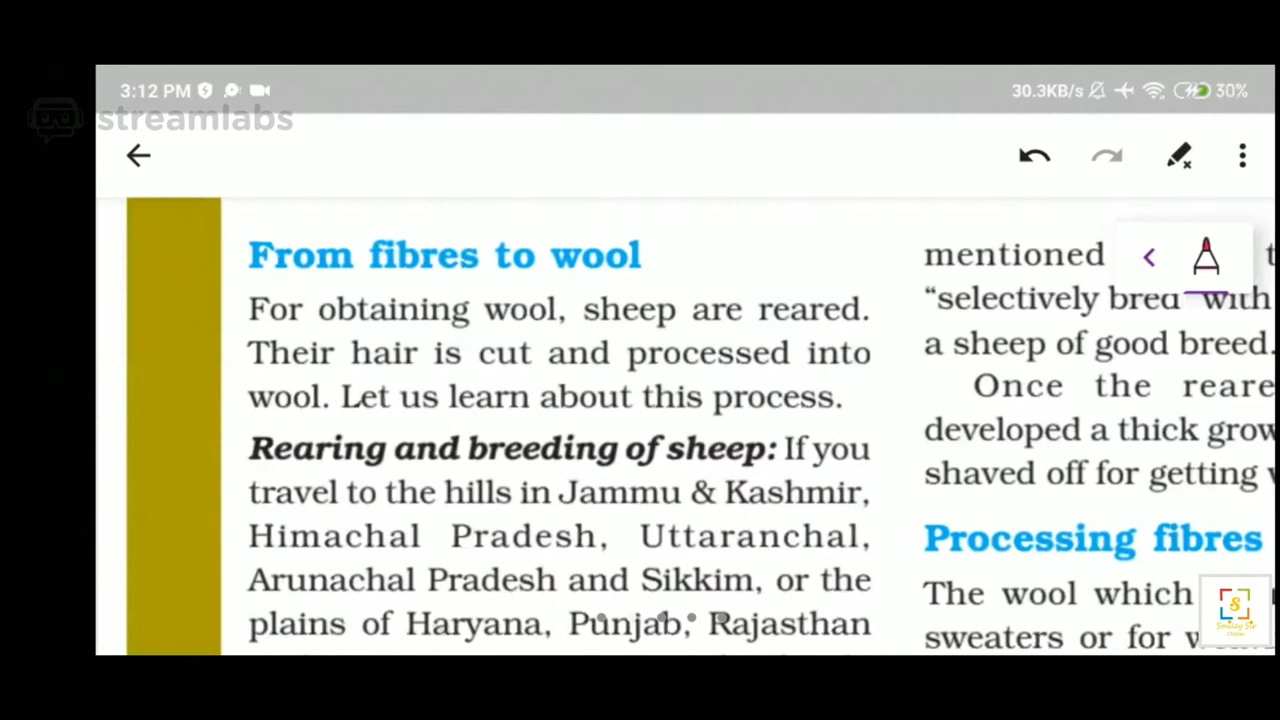 3:12 PM
30.3KB/s
30%
streamlabs
From fibres to wool
For obtaining wool, sheep are reared.
Their hair is cut and processed into
wool. Let us learn about this process.
Rearing and breeding of sheep: If you
travel to the hills in Jammu & Kashmir,
Himachal Pradesh, Uttaranchal,
Arunachal Pradesh and Sikkim, or the
plains of Haryana, Punjab, Rajasthan
mentioned
“selectively bred with
a sheep of good breed.
Once the reare
developed a thick grow
shaved off for getting
Processing fibres
The wool which
sweaters or for
S
Smiley Sir
Classes